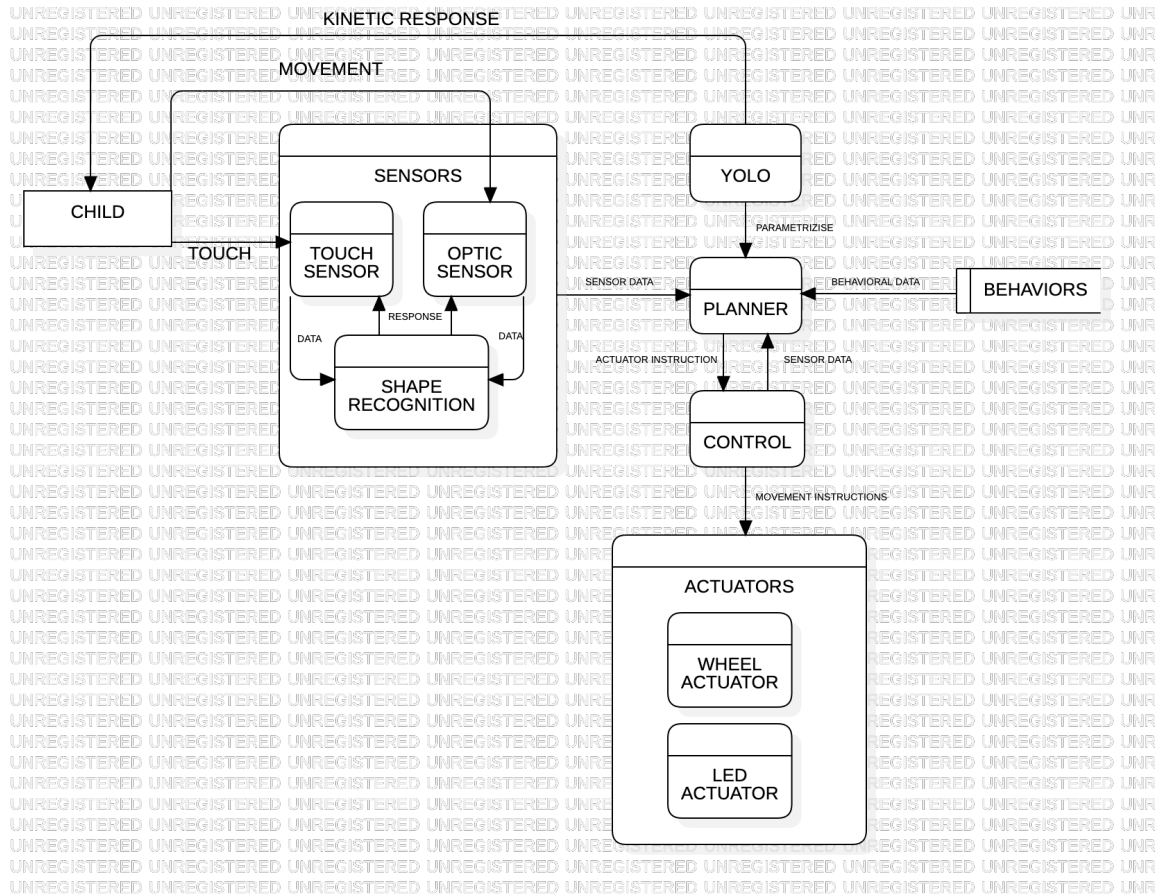 KINETIC RESPONSE
MOVEMENT
SENSORS
YOLO
CHILD
TOUCH
TOUCH
SENSOR
OPTIC
SENSOR
PARAMETRIZISE
SENSOR DATA
PLANNER
BEHAVIORAL DATA
BEHAVIORS
RESPONSE
DATA
DATA
SHAPE
RECOGNITION
ACTUATOR INSTRUCTION
SENSOR DATA
CONTROL
MOVEMENT INSTRUCTIONS
ACTUATORS
WHEEL
ACTUATOR
LED
ACTUATOR
UNREGISTERED